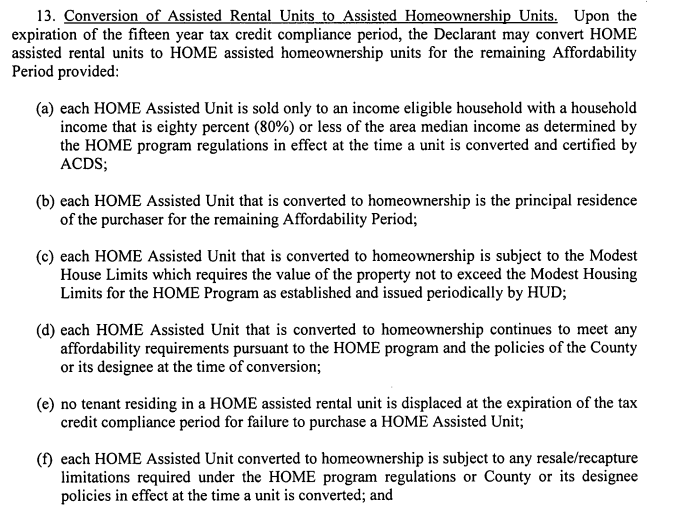 13. Conversion of Assisted Rental Units to Assisted Homeownership Units. Upon the
expiration of the fifteen year tax credit compliance period, the Declarant may convert HOME
assisted rental units to HOME assisted homeownership units for the remaining Affordability
Period provided:
(a) each HOME Assisted Unit is sold only to an income eligible household with a household
income that is eighty percent (80%) or less of the area median income as determined by
the HOME program regulations in effect at the time a unit is converted and certified by
ACDS;
(b) each HOME Assisted Unit that is converted to homeownership is the principal residence
of the purchaser for the remaining Affordability Period;
(c) each HOME Assisted Unit that is converted to homeownership is subject to the Modest
House Limits which requires the value of the property not to exceed the Modest Housing
Limits for the HOME Program as established and issued periodically by HUD;
(d) each HOME Assisted Unit that is converted to homeownership continues to meet any
affordability requirements pursuant to the HOME program and the policies of the County
or its designee at the time of conversion;
(e) no tenant residing in a HOME assisted rental unit is displaced at the expiration of the tax
credit compliance period for failure to purchase a HOME Assisted Unit;
(f) each HOME Assisted Unit converted to homeownership is subject to any resale/recapture
limitations required under the HOME program regulations or County or its designee
policies in effect at the time a unit is converted; and